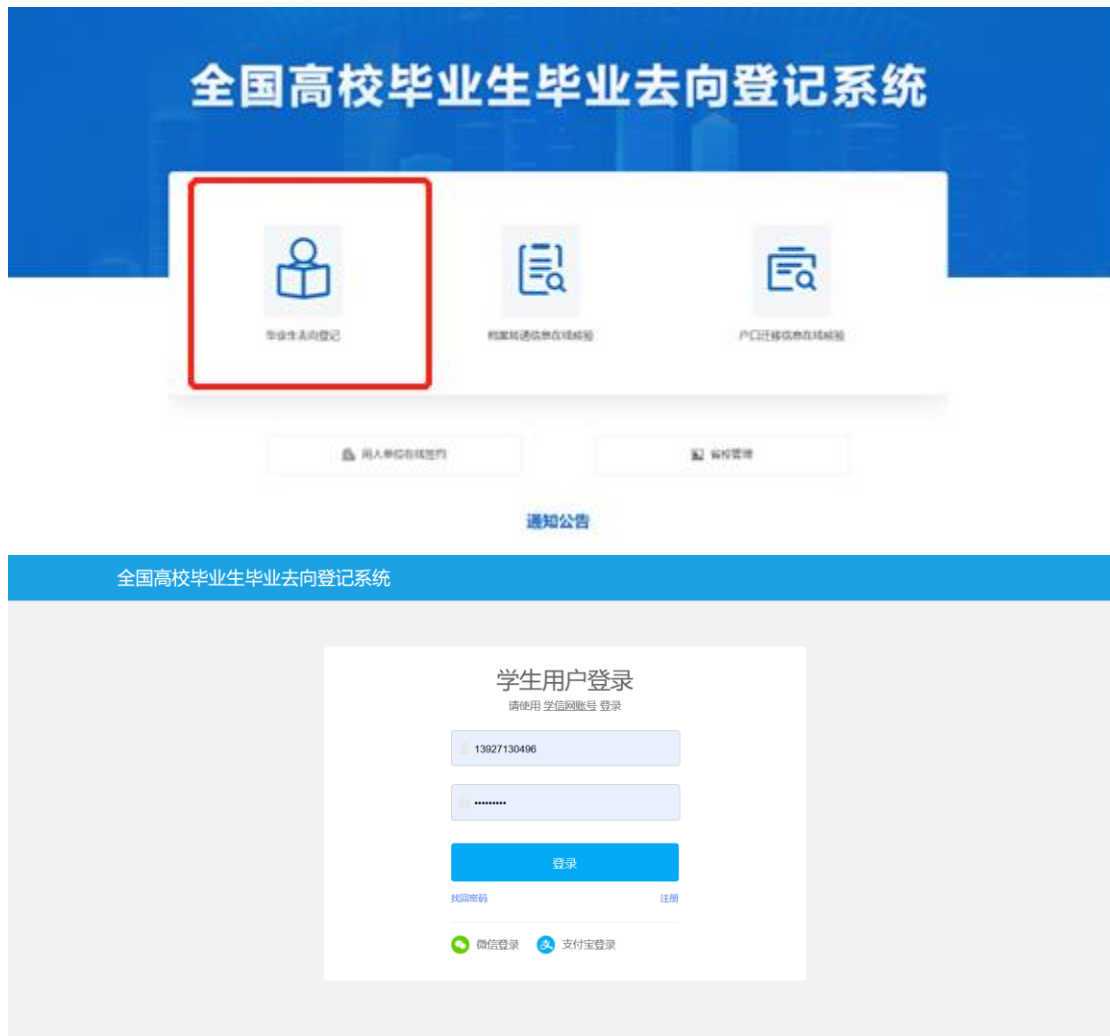 全国高校毕业生毕业去向登记系统
毕业生去向登记
档案转递信息在线核验
户口迁移信息在线核验
用人单位在线签约
省校管理
通知公告
全国高校毕业生毕业去向登记系统
学生用户登录
请使用 学信网账号 登录
13927130496
•••••••••
登录
找回密码
注册
微信登录
支付宝登录